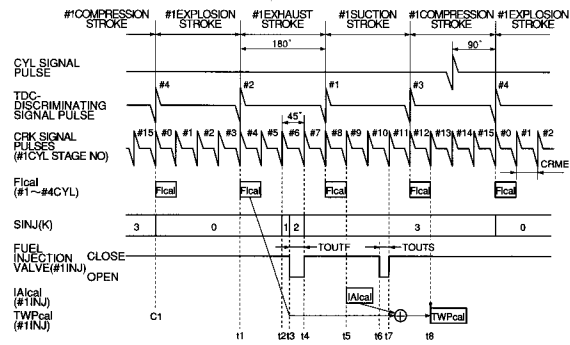 #1COMPRESSION STROKE #1EXPLOSION STROKE #1EXHAUST STROKE #1SUCTION STROKE #1COMPRESSION STROKE #1EXPLOSION STROKE
180° 90°
CYL SIGNAL PULSE
#4 #2 #1 #3 #4
TDC-DISCRIMINATING SIGNAL PULSE
45°
CRK SIGNAL PULSES (#1CYL STAGE NO)
#15 #0 #1 #2 #3 #4 #5 #6 #7 #8 #9 #10 #11 #12 #13 #14 #15 #0 #1 #2
CRME
FIcal (#1~#4CYL)
FIcal FIcal FIcal FIcal FIcal
SINJ(K) 3 0 1 2 3 0
FUEL INJECTION VALVE(#1INJ)
CLOSE
OPEN
TOUTF TOUTS
IAIcal (#1INJ)
IAIcal
TWPcal (#1INJ)
TWPcal
C1 t1 t2 t3 t4 t5 t6 t7 t8